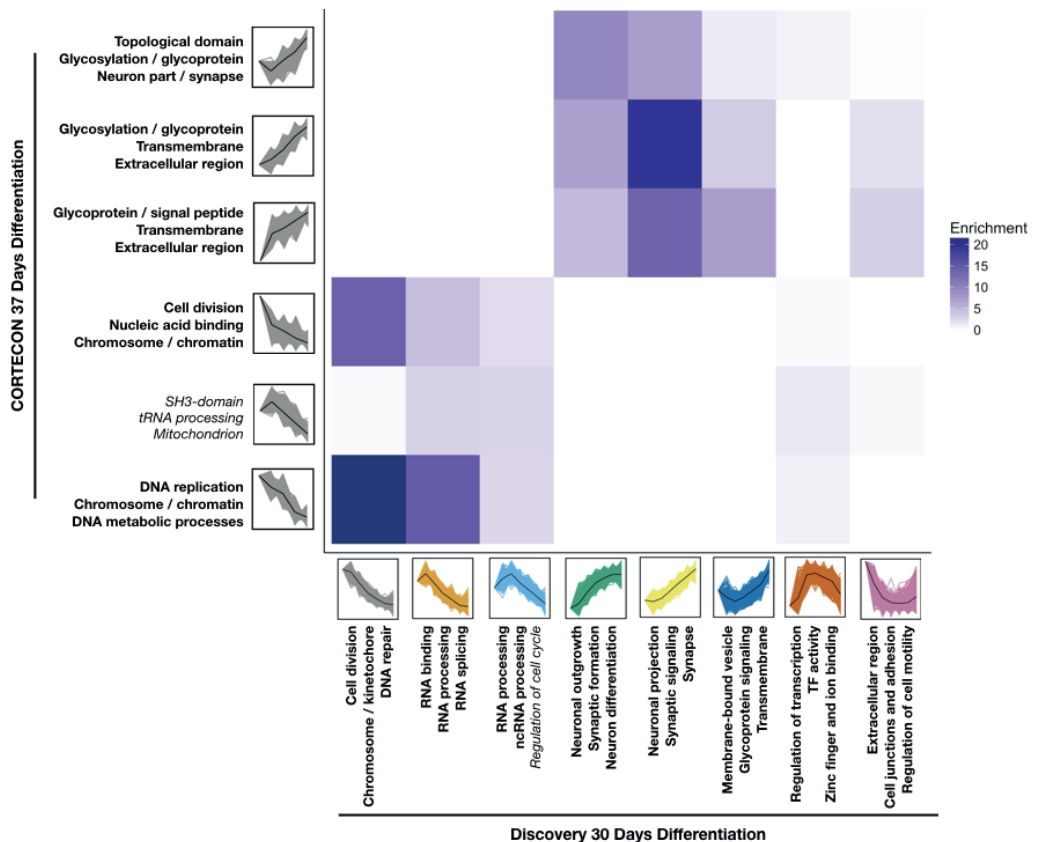 CORTECON 37 Days Differentiation
Topological domain
Glycosylation / glycoprotein
Neuron part / synapse
Glycosylation / glycoprotein
Transmembrane
Extracellular region
Glycoprotein / signal peptide
Transmembrane
Extracellular region
Cell division
Nucleic acid binding
Chromosome / chromatin
SH3-domain
tRNA processing
Mitochondrion
DNA replication
Chromosome / chromatin
DNA metabolic processes
Enrichment
20
15
10
5
0
Cell division
Chromosome / kinetochore
DNA repair
RNA binding
RNA processing
RNA splicing
RNA processing
ncRNA processing
Regulation of cell cycle
Neuronal outgrowth
Synaptic formation
Neuron differentiation
Neuronal projection
Synaptic signaling
Synapse
Membrane-bound vesicle
Glycoprotein signaling
Transmembrane
Regulation of transcription
TF activity
Zinc finger and ion binding
Extracellular region
Cell junctions and adhesion
Regulation of cell motility
Discovery 30 Days Differentiation